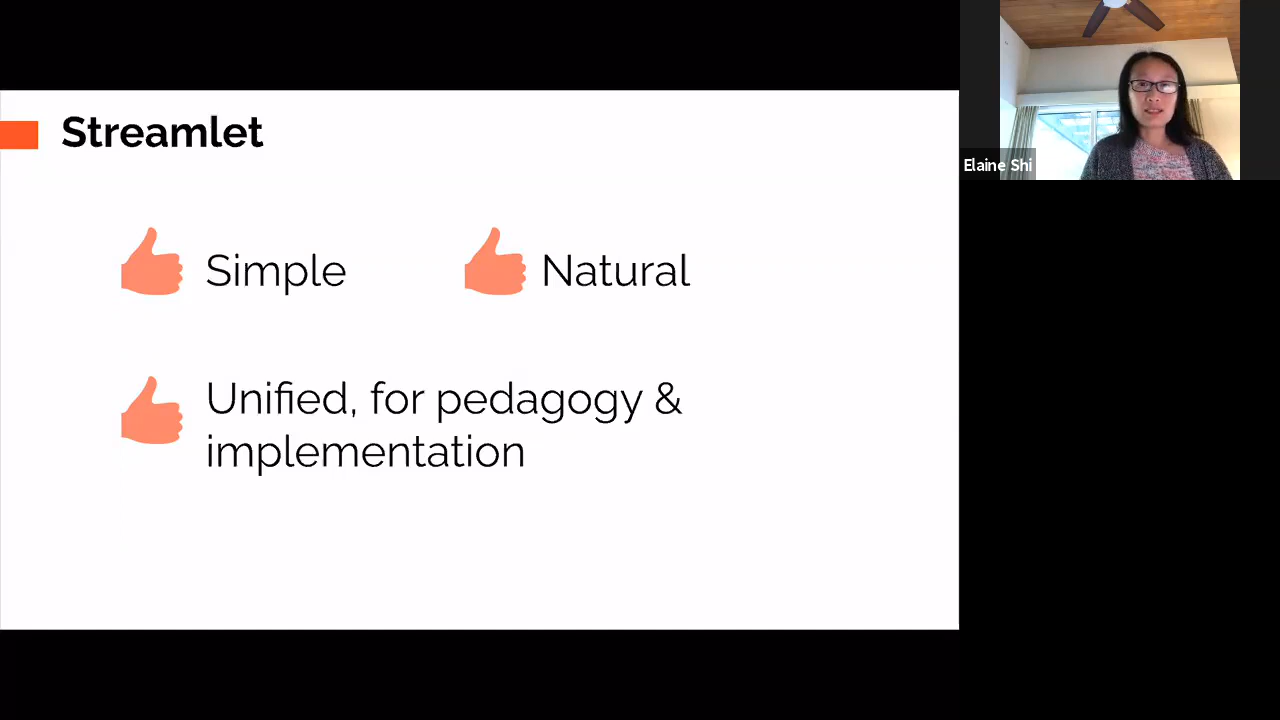 Streamlet
Simple
Natural
Unified, for pedagogy &
implementation
Elaine Shi